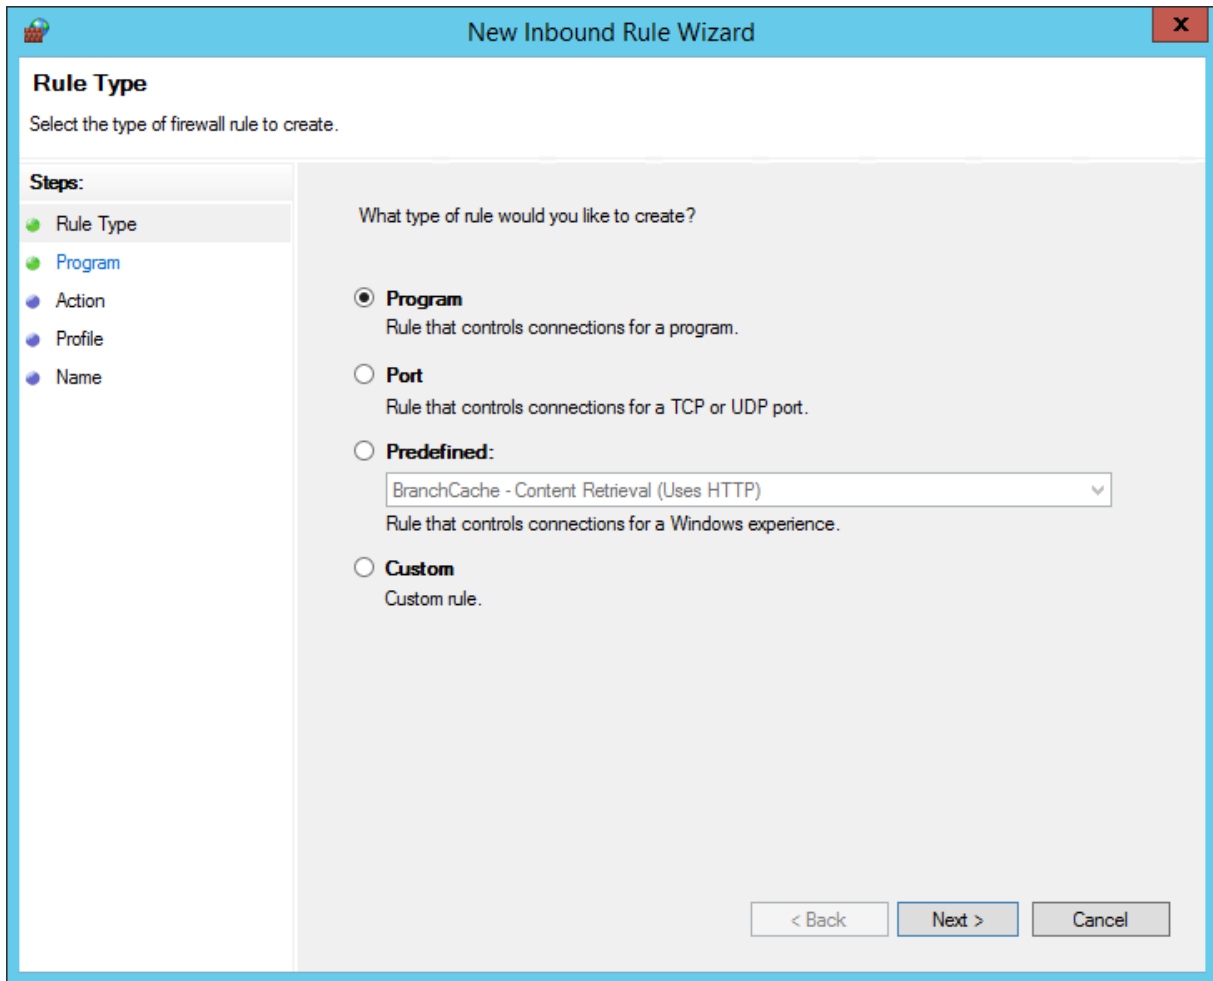 New Inbound Rule Wizard
x
Rule Type
Select the type of firewall rule to create.
Steps:
Rule Type
Program
Action
Profile
Name
What type of rule would you like to create?
Program
Rule that controls connections for a program.
Port
Rule that controls connections for a TCP or UDP port.
Predefined:
BranchCache - Content Retrieval (Uses HTTP)
Rule that controls connections for a Windows experience.
Custom
Custom rule.
< Back Next > Cancel